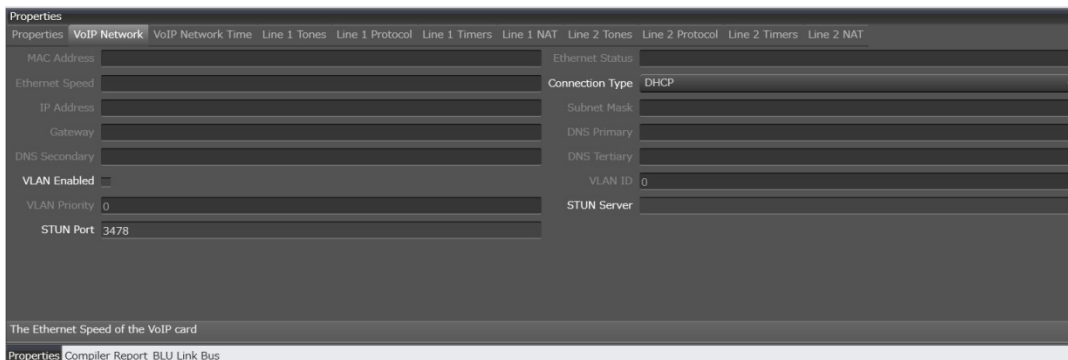 Properties
Properties VoIP Network VoIP Network Time Line 1 Tones Line 1 Protocol Line 1 Timers Line 1 NAT Line 2 Tones Line 2 Protocol Line 2 Timers Line 2 NAT
MAC Address Ethernet Status
Ethernet Speed Connection Type DHCP
IP Address Subnet Mask
Gateway DNS Primary
DNS Secondary DNS Tertiary
VLAN Enabled VLAN ID 0
VLAN Priority 0 STUN Server
STUN Port 3478
The Ethernet Speed of the VoIP card
Properties Compiler Report BLU Link Bus